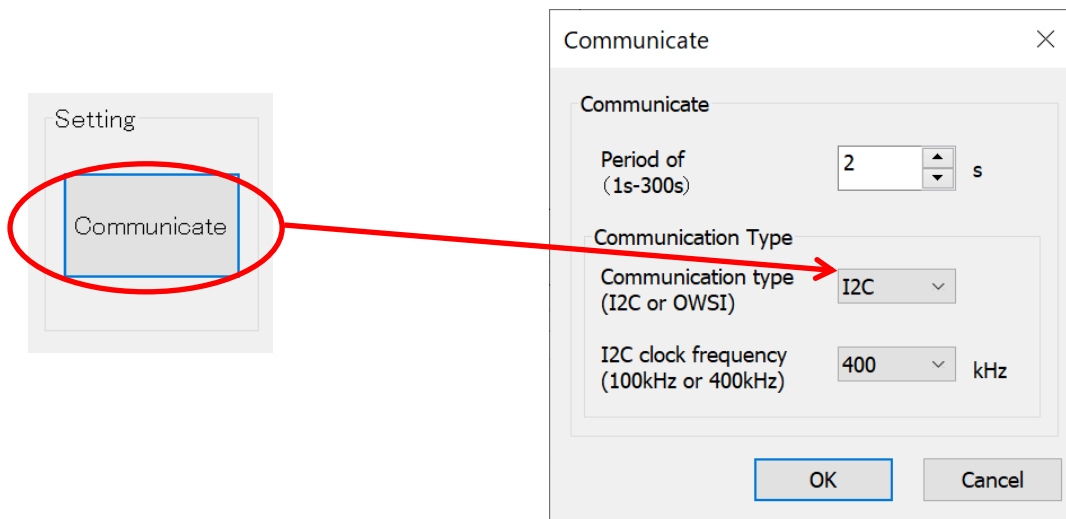 Setting
Communicate
Communicate
Communicate
Period of
（1s-300s）
2
s
Communication Type
Communication type
(I2C or OWSI)
I2C
I2C clock frequency
(100kHz or 400kHz)
400
kHz
OK
Cancel